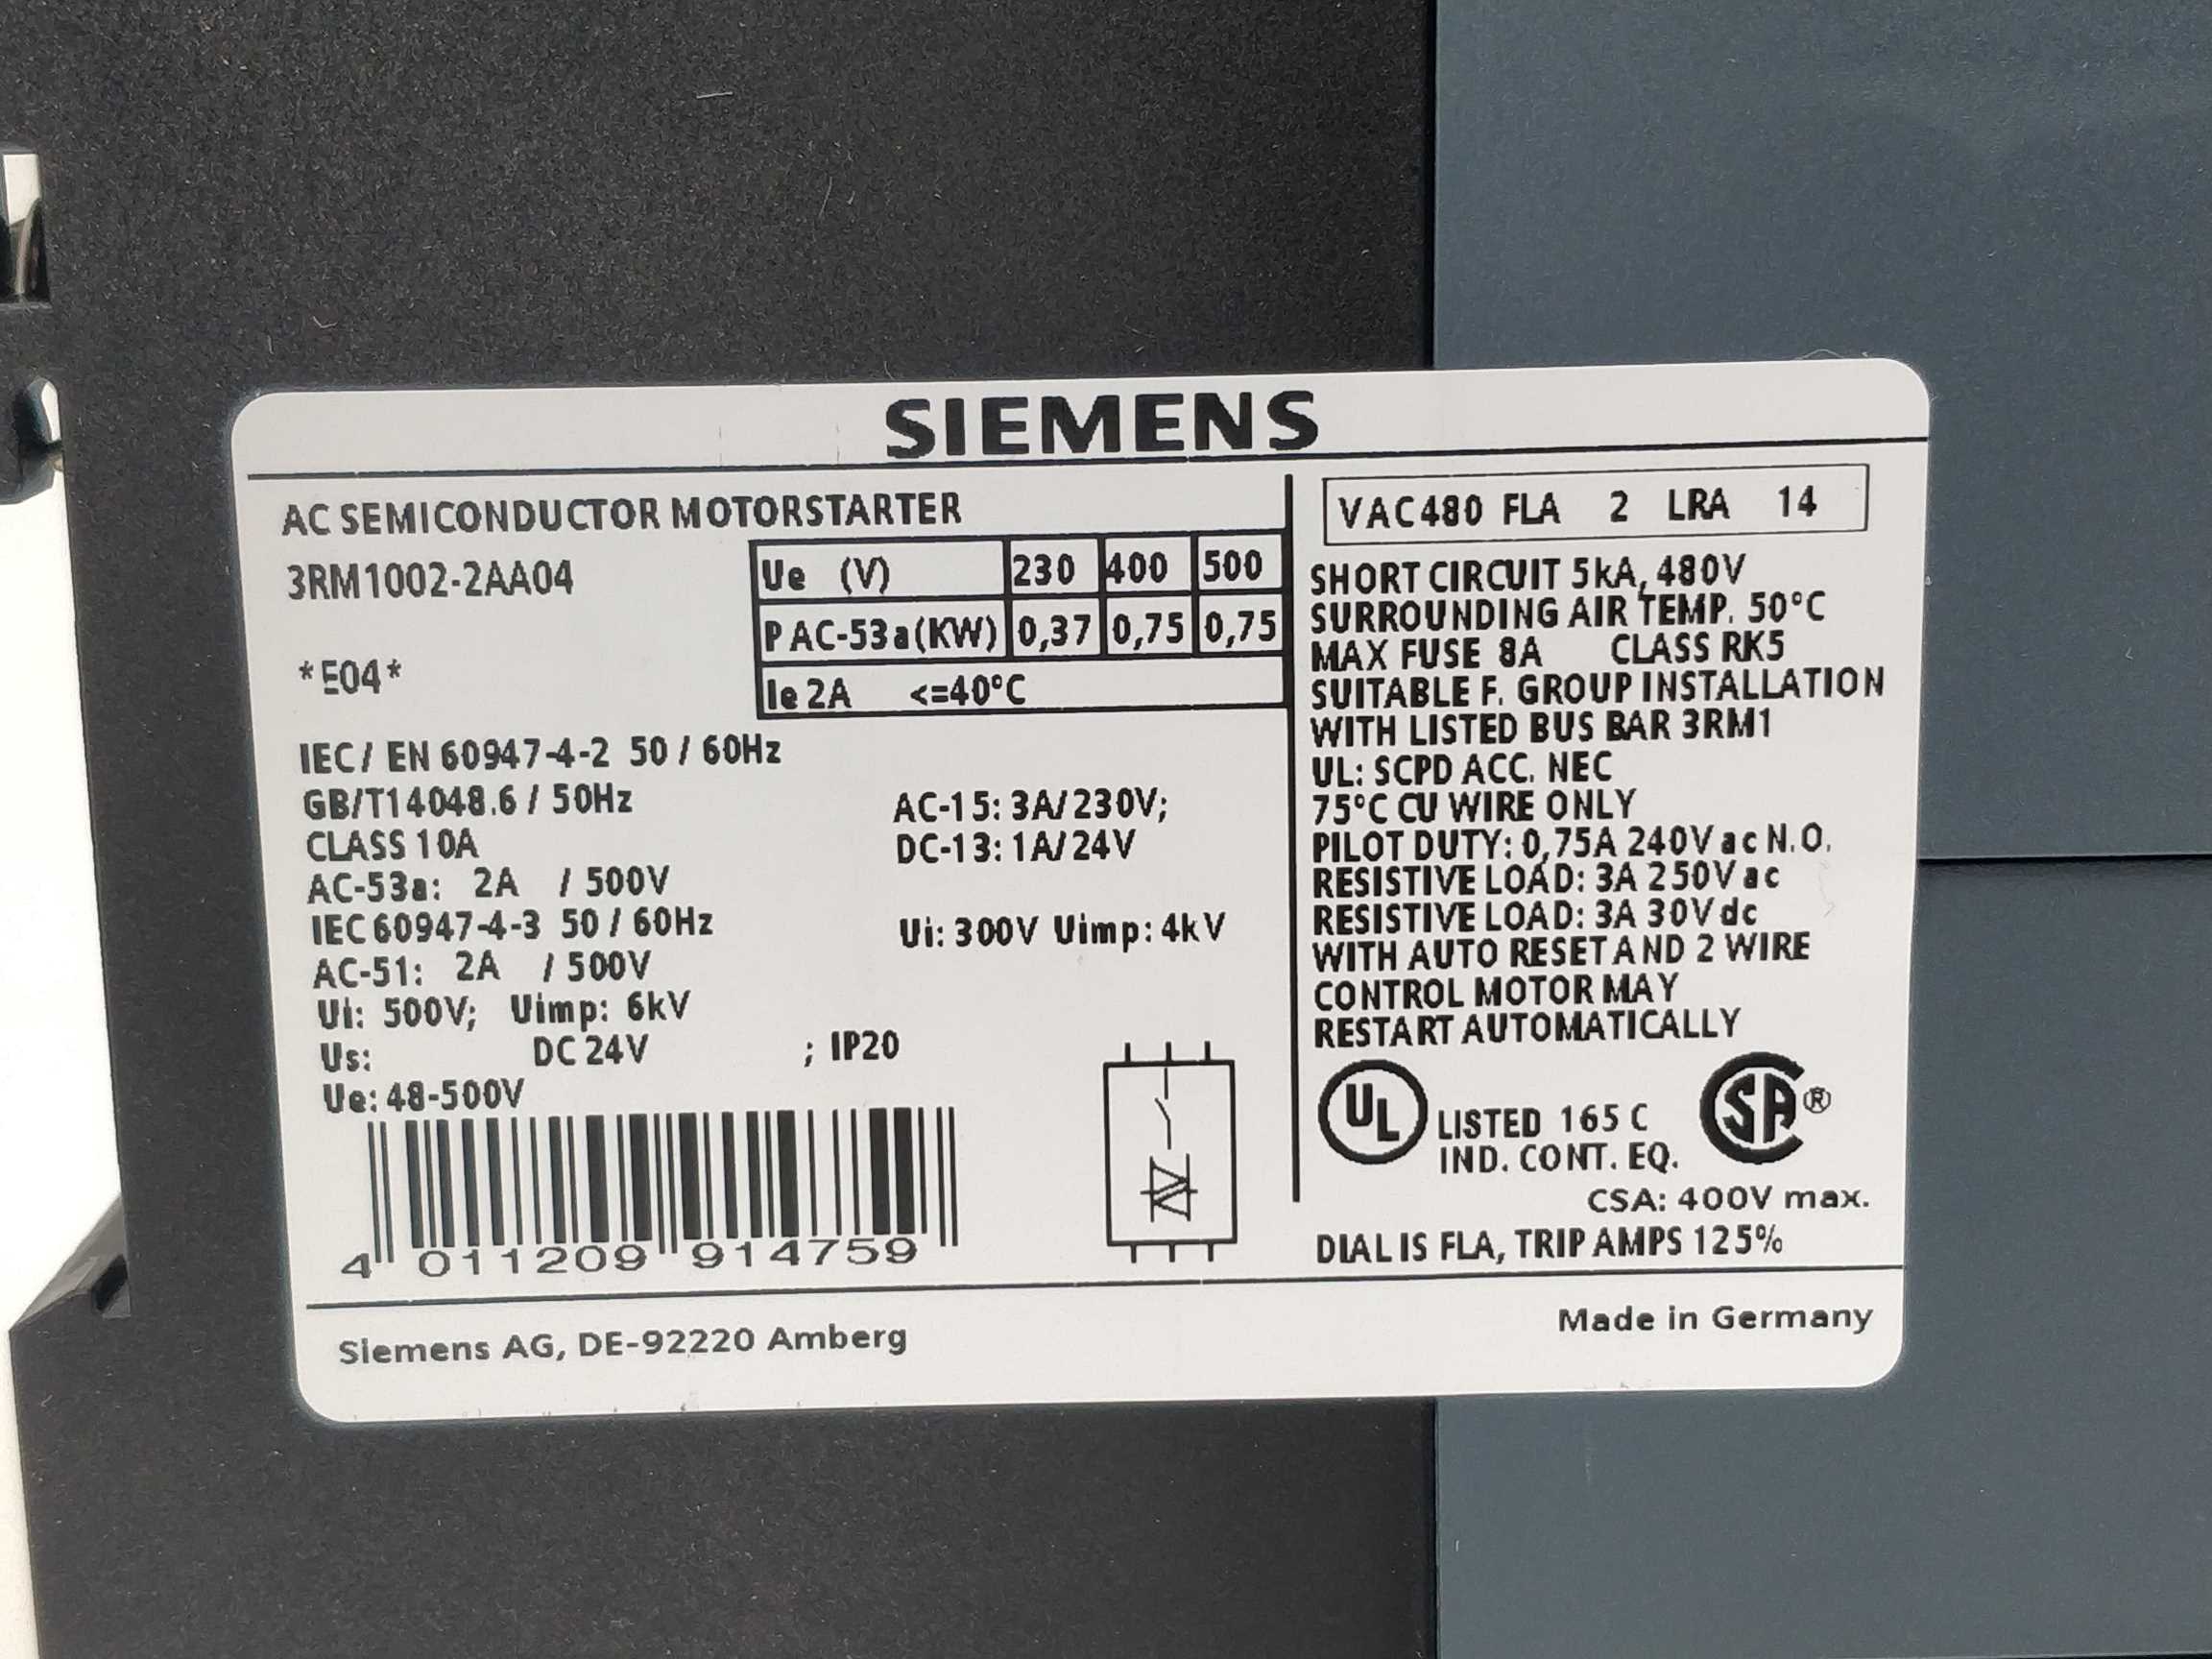 SIEMENS
AC SEMICONDUCTOR MOTORSTARTER
3RM1002-2AA04
*E04*
Ue (V) 230 400 500
P AC-53a(KW) 0,37 0,75 0,75
Ie 2A <=40°C
IEC/ EN 60947-4-2 50 / 60Hz
GB/T14048.6 / 50Hz
CLASS 10A
AC-53a: 2A / 500V
IEC 60947-4-3 50 / 60Hz
AC-51: 2A / 500V
Ui: 500V; Uimp: 6kV
Us: DC 24V ; IP20
Ue: 48-500V
AC-15: 3A/230V;
DC-13: 1A/24V
Ui: 300V Uimp: 4kV
4 011209 914759
VAC480 FLA 2 LRA 14
SHORT CIRCUIT 5kA, 480V
SURROUNDING AIR TEMP. 50°C
MAX FUSE 8A CLASS RK5
SUITABLE F. GROUP INSTALLATION
WITH LISTED BUS BAR 3RM1
UL: SCPD ACC. NEC
75°C CU WIRE ONLY
PILOT DUTY: 0,75A 240V ac N.O.
RESISTIVE LOAD: 3A 250V ac
RESISTIVE LOAD: 3A 30V dc
WITH AUTO RESET AND 2 WIRE
CONTROL MOTOR MAY
RESTART AUTOMATICALLY
UL LISTED 165 C
IND. CONT. EQ.
SA®
CSA: 400V max.
DIAL IS FLA, TRIP AMPS 125%
Siemens AG, DE-92220 Amberg
Made in Germany